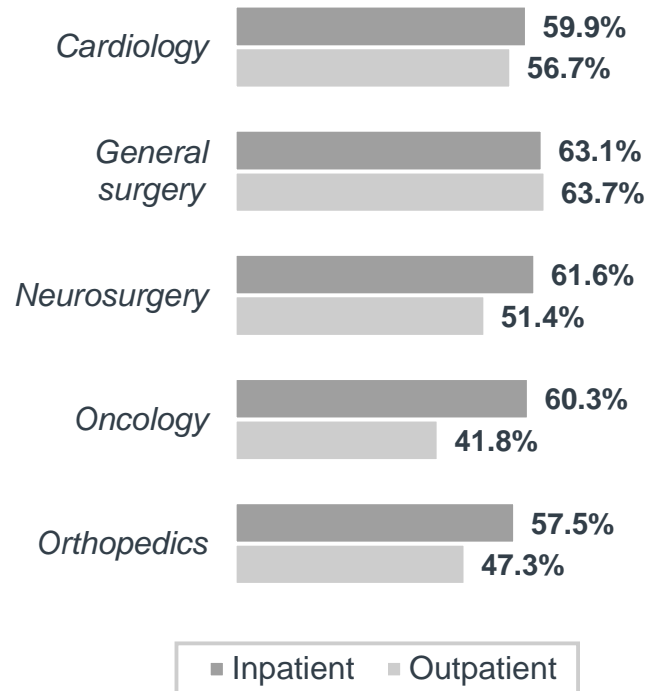 Cardiology
59.9%
56.7%
General
surgery
63.1%
63.7%
Neurosurgery
61.6%
51.4%
Oncology
60.3%
41.8%
Orthopedics
57.5%
47.3%
Inpatient Outpatient